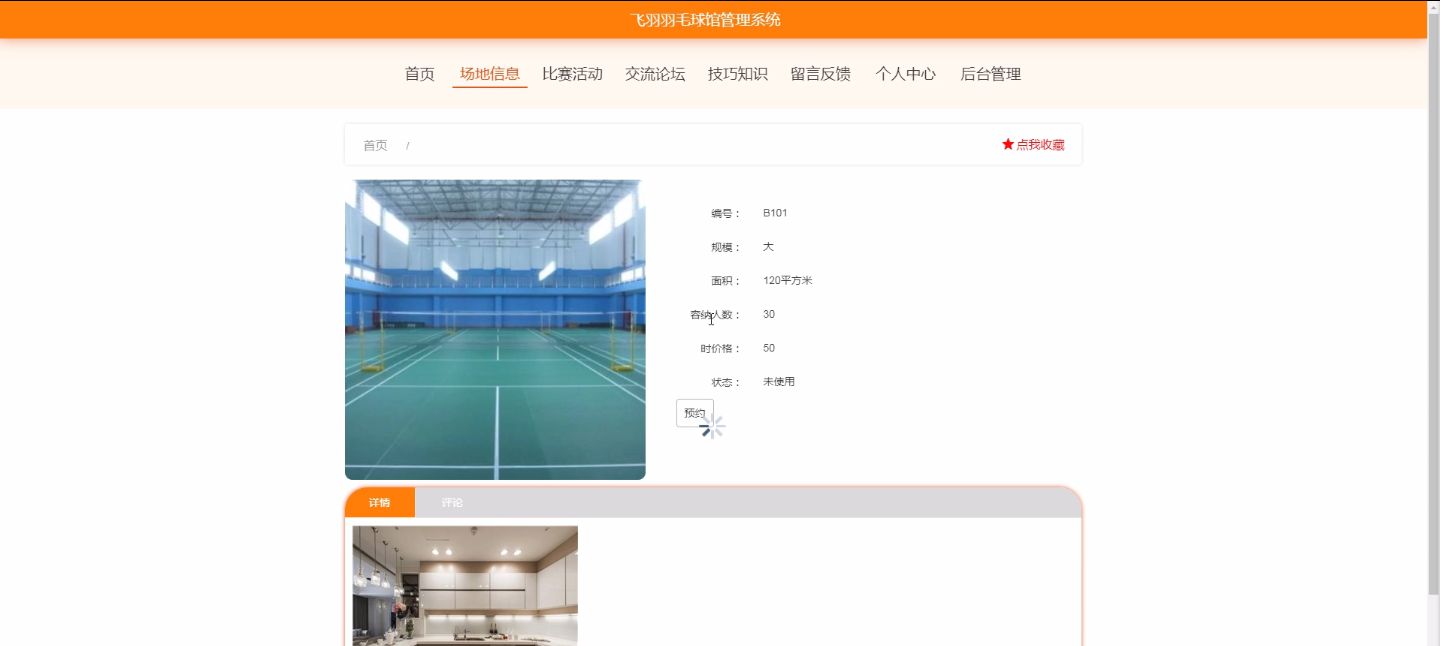 飞羽羽毛球馆管理系统
首页 场地信息 比赛活动 交流论坛 技巧知识 留言反馈 个人中心 后台管理
首页 / ★点我收藏
编号： B101
规模： 大
面积： 120平方米
容纳人数： 30
时价格： 50
状态： 未使用
预约
详情 评论